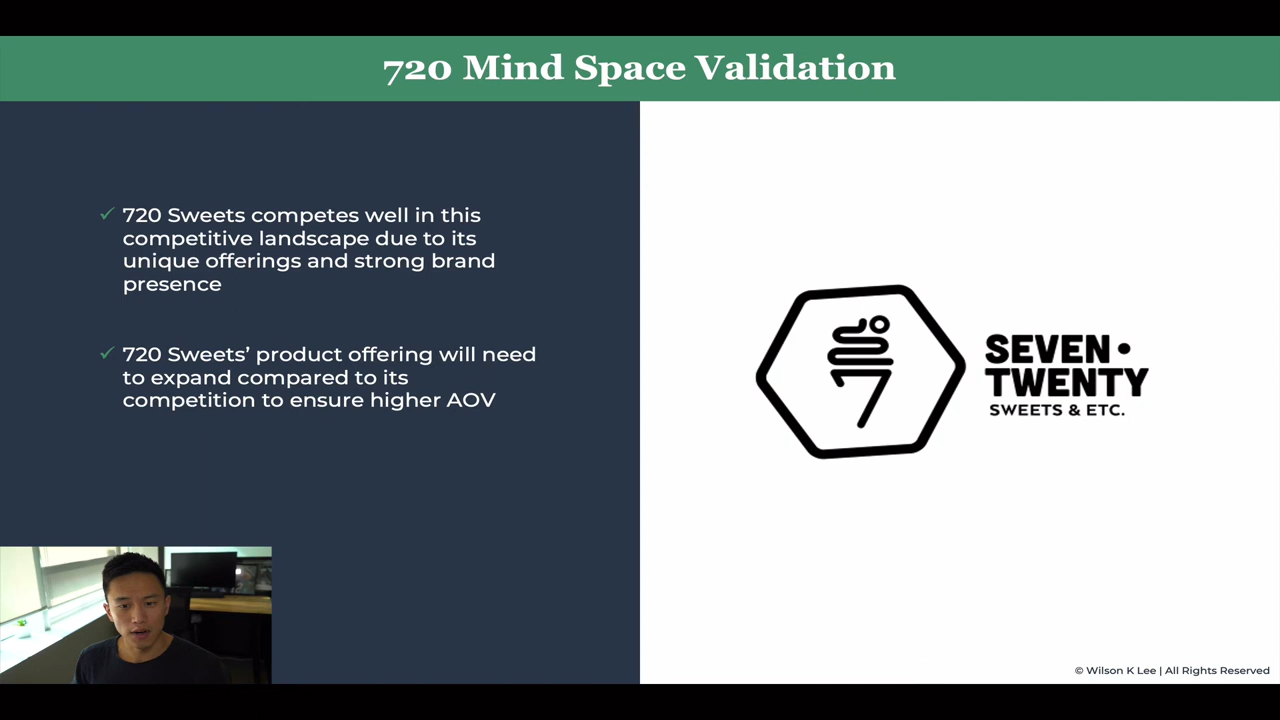 720 Mind Space Validation
720 Sweets competes well in this
competitive landscape due to its
unique offerings and strong brand
presence
720 Sweets’ product offering will need
to expand compared to its
competition to ensure higher AOV
SEVEN •
TWENTY
SWEETS & ETC.
© Wilson K Lee | All Rights Reserved